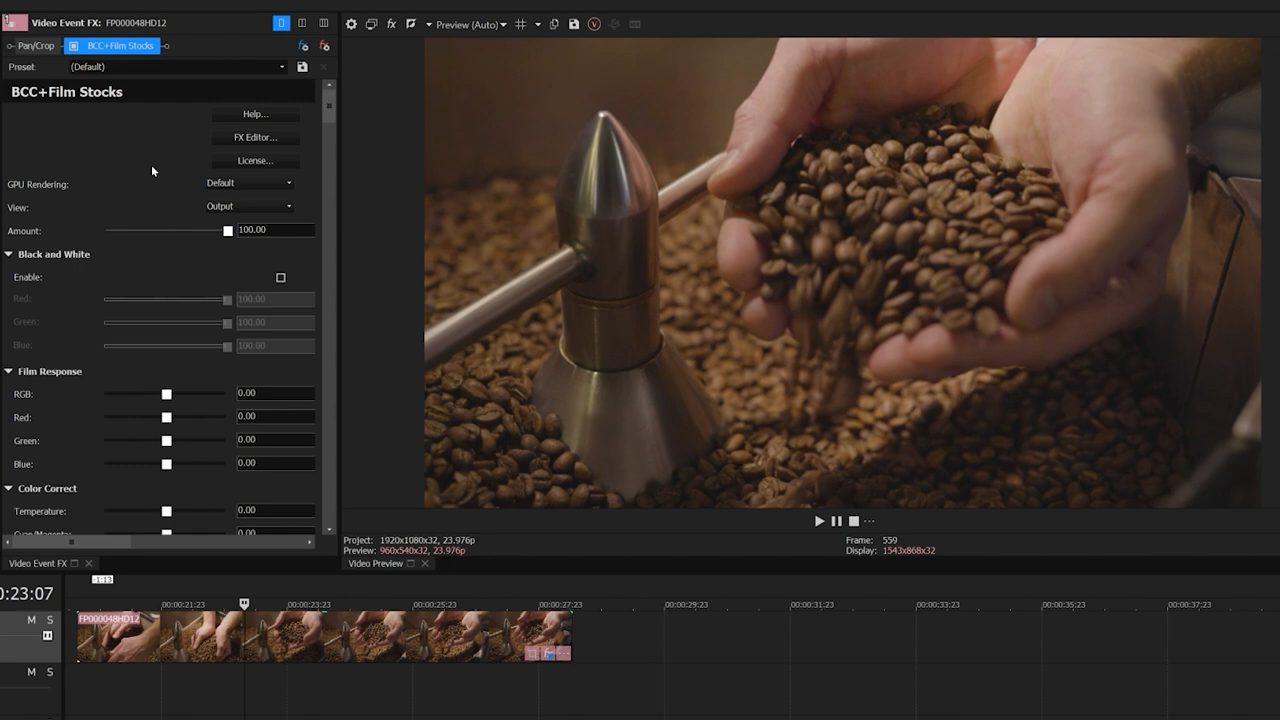 Video Event FX: FP000048HD12
Pan/Crop
BCC+Film Stocks
Preset:
(Default)
BCC+Film Stocks
Help...
FX Editor...
License...
GPU Rendering:
Default
View:
Output
Amount:
100.00
Black and White
Enable:
Red:
100.00
Green:
100.00
Blue:
100.00
Film Response
RGB:
0.00
Red:
0.00
Green:
0.00
Blue:
0.00
Color Correct
Temperature:
0.00
fx
Preview (Auto)
Project: 1920x1080x32, 23.976p
Preview: 960x540x32, 23.976p
Frame: 559
Display: 1543x868x32
Video Event FX
Video Preview
-1:13
0:23:07
00:00:21:23
00:00:23:23
00:00:25:23
00:00:27:23
00:00:29:23
00:00:31:23
00:00:33:23
00:00:35:23
00:00:37:23
M S
FP000048HD12
M S